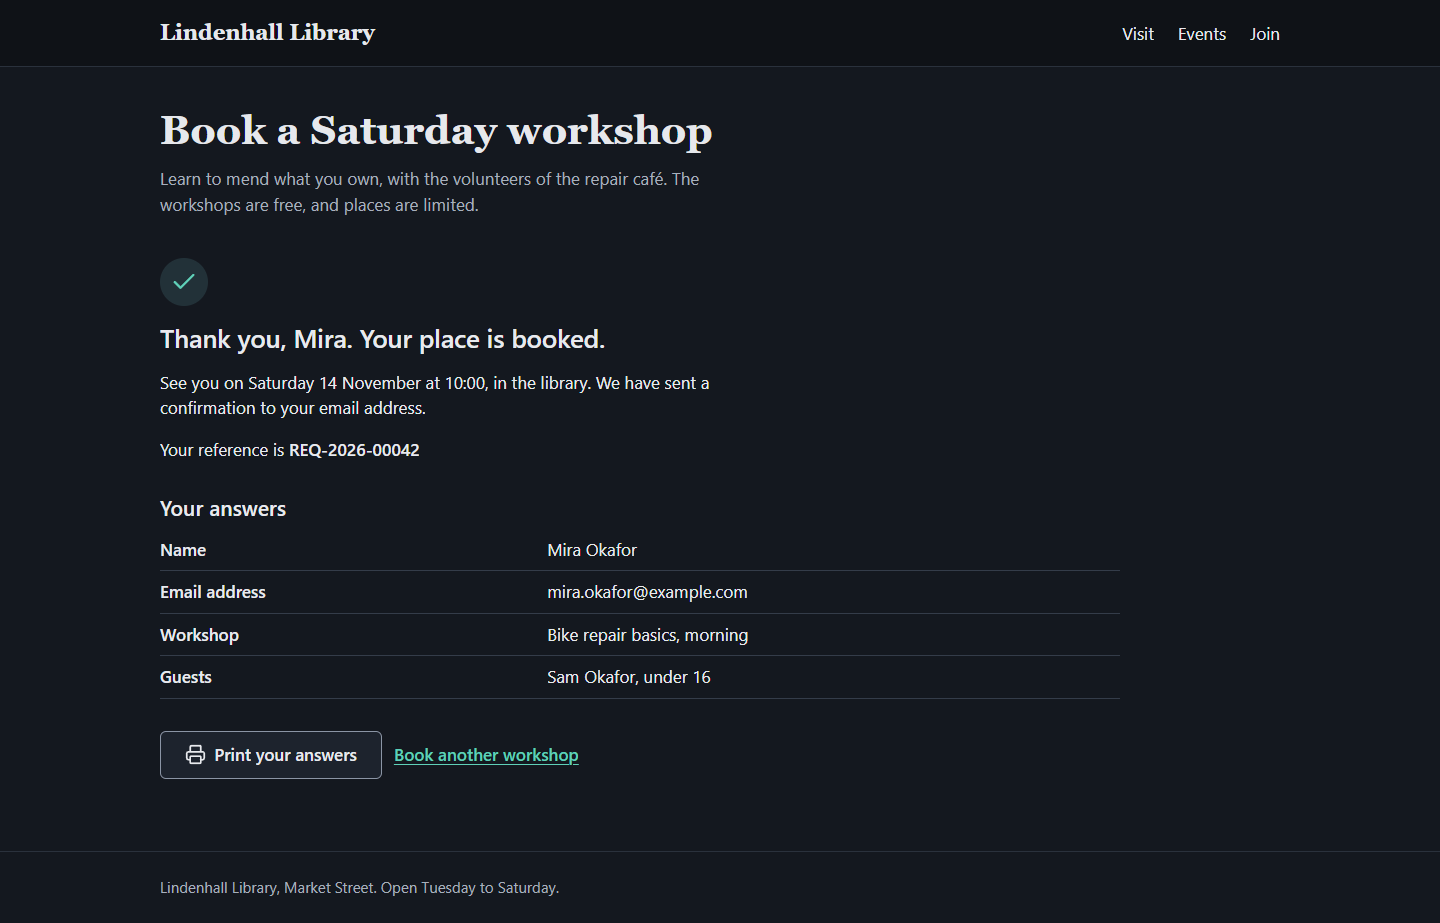 Lindenhall Library
Visit Events Join
Book a Saturday workshop
Learn to mend what you own, with the volunteers of the repair café. The
workshops are free, and places are limited.
Thank you, Mira. Your place is booked.
See you on Saturday 14 November at 10:00, in the library. We have sent a
confirmation to your email address.
Your reference is REQ-2026-00042
Your answers
Name Mira Okafor
Email address mira.okafor@example.com
Workshop Bike repair basics, morning
Guests Sam Okafor, under 16
Print your answers Book another workshop
Lindenhall Library, Market Street. Open Tuesday to Saturday.